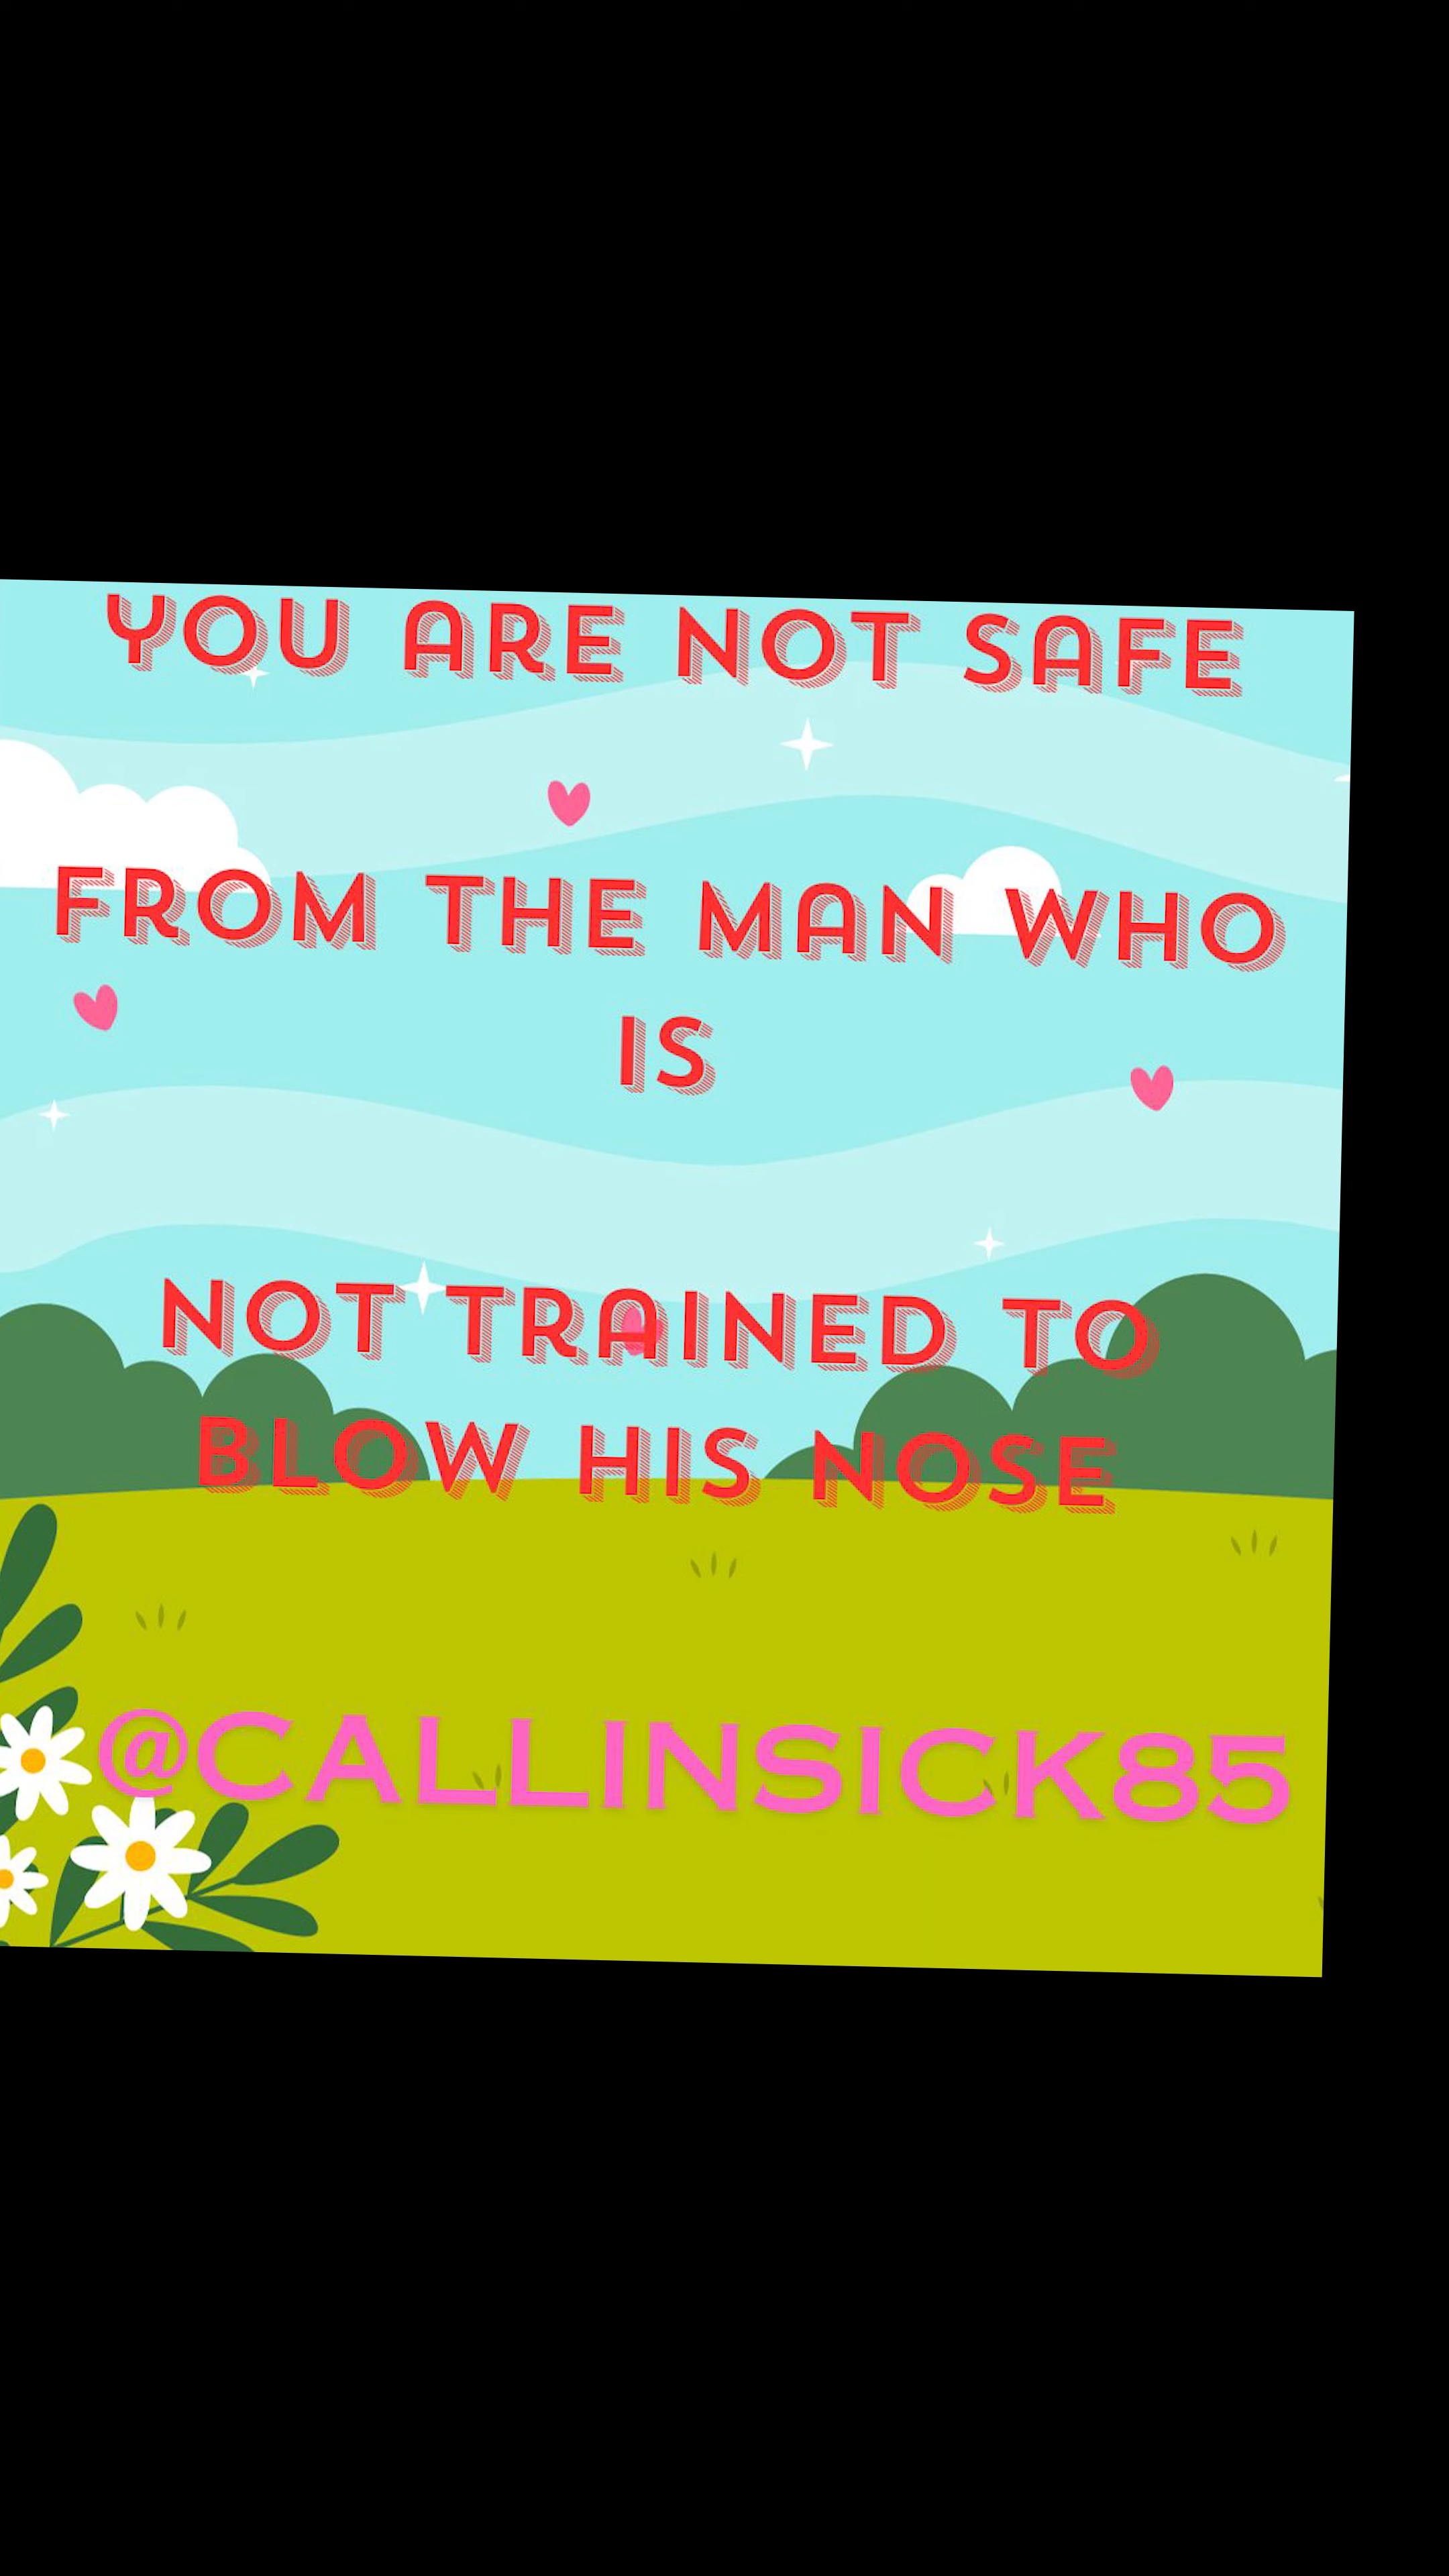 YOU ARE NOT SAFE
FROM THE MAN WHO
IS
NOT TRAINED TO
BLOW HIS NOSE
@CALLINSICK85